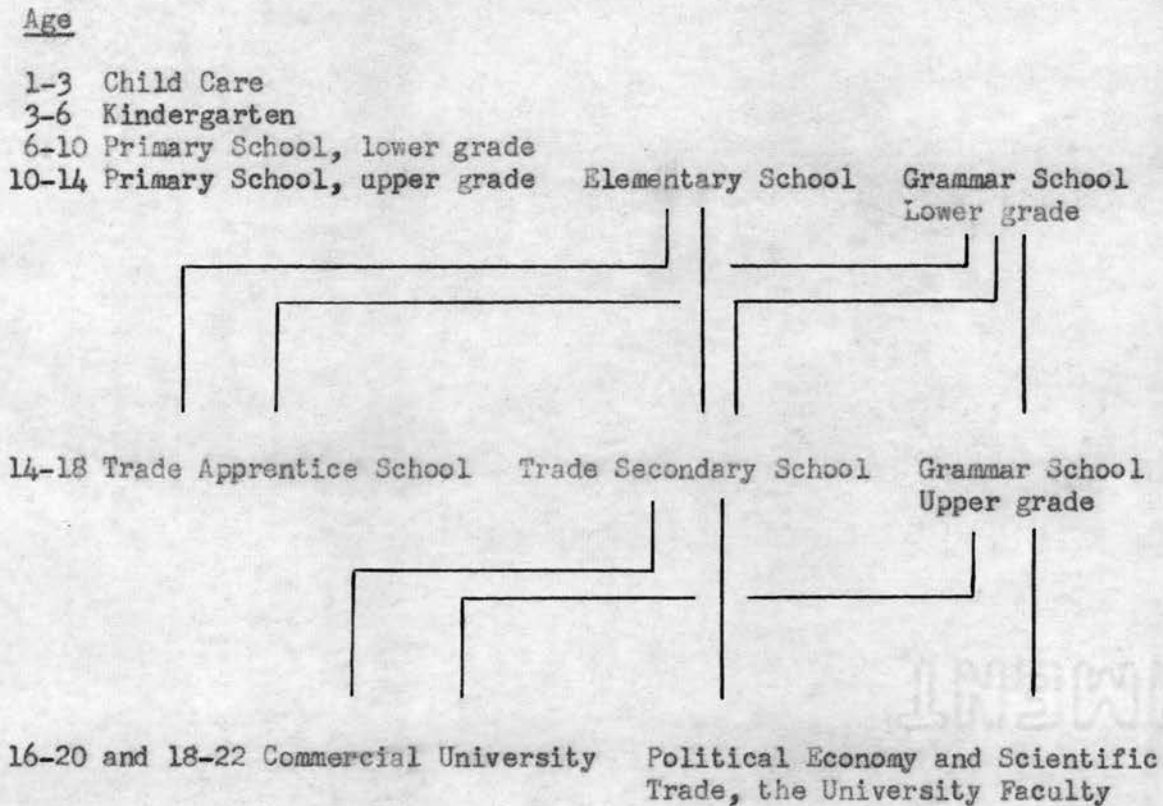 Age
1-3 Child Care
3-6 Kindergarten
6-10 Primary School, lower grade
10-14 Primary School, upper grade Elementary School Grammar School
Lower grade
14-18 Trade Apprentice School Trade Secondary School Grammar School
Upper grade
16-20 and 18-22 Commercial University Political Economy and Scientific
Trade, the University Faculty